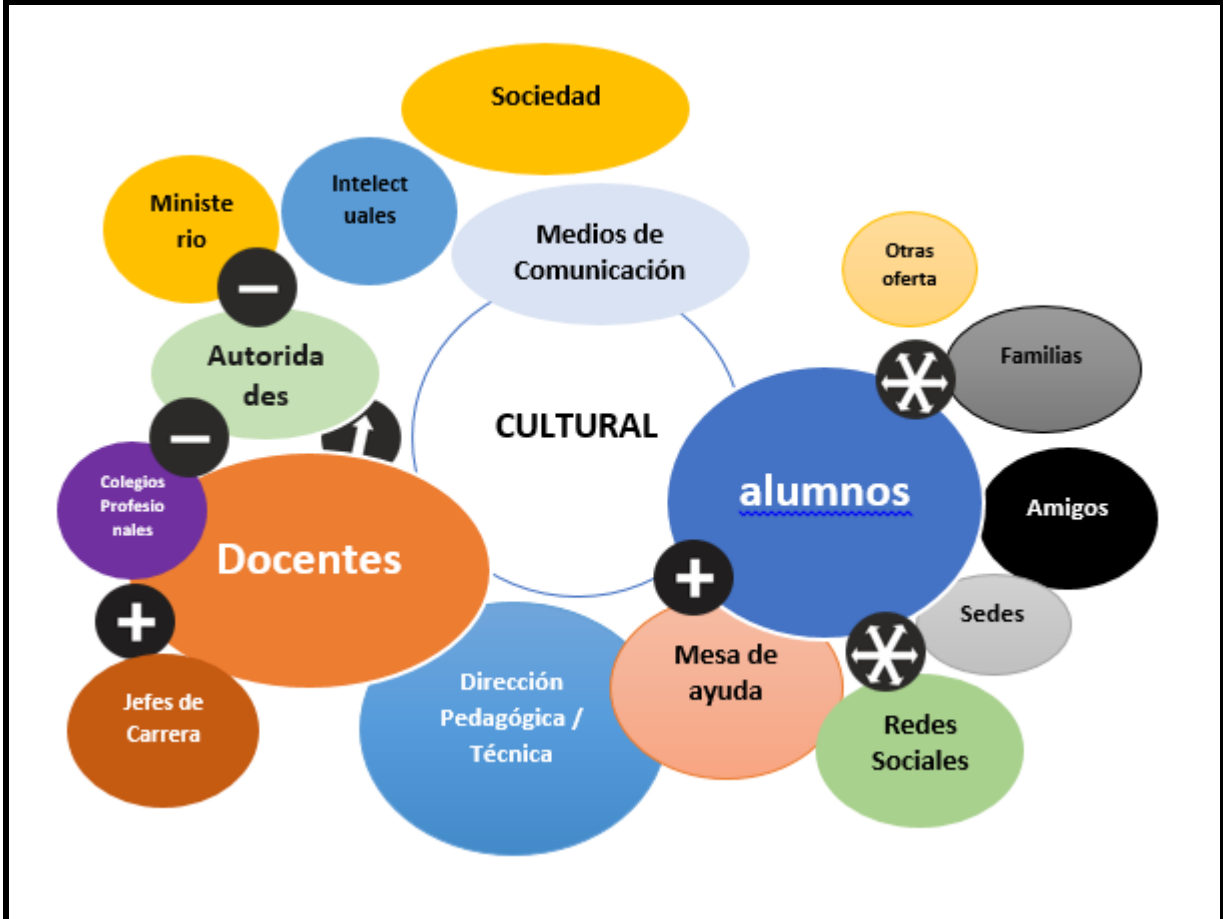 Sociedad
Intelect
uales
Ministe
rio
Medios de
Comunicación
Otras
oferta
Autorida
des
Familias
CULTURAL
alumnos
Colegios
Profesio
nales
Amigos
Docentes
Sedes
Mesa de
ayuda
Dirección
Pedagógica /
Técnica
Jefes de
Carrera
Redes
Sociales